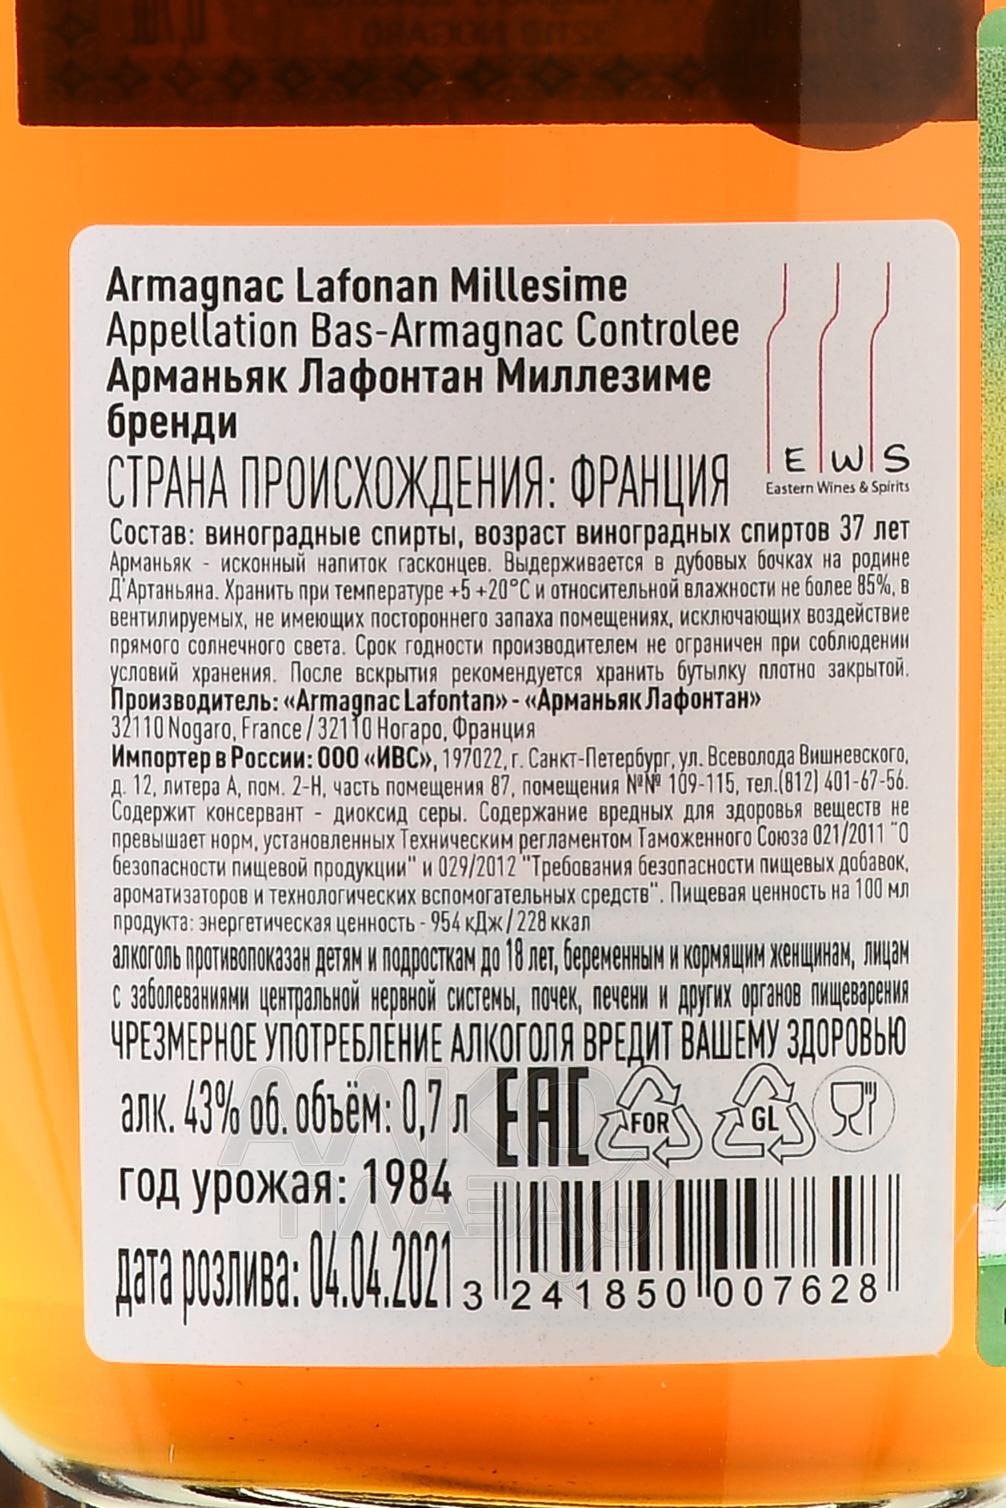 32110 NOGARO
0,70L
Armagnac Lafonan Millesime
Appellation Bas-Armagnac Controlee
Арманьяк Лафонтан Миллезиме
бренди
СТРАНА ПРОИСХОЖДЕНИЯ: ФРАНЦИЯ
E W S
Eastern Wines & Spirits
Состав: виноградные спирты, возраст виноградных спиртов 37 лет
Арманьяк - исконный напиток гасконцев. Выдерживается в дубовых бочках на родине
Д'Артаньяна. Хранить при температуре +5 +20°С и относительной влажности не более 85%, в
вентилируемых, не имеющих постороннего запаха помещениях, исключающих воздействие
прямого солнечного света. Срок годности производителем не ограничен при соблюдении
условий хранения. После вскрытия рекомендуется хранить бутылку плотно закрытой.
Производитель: «Armagnac Lafontan» - «Арманьяк Лафонтан»
32110 Nogaro, France / 32110 Ногаро, Франция
Импортер в России: ООО «ИВС», 197022, г. Санкт-Петербург, ул. Всеволода Вишневского,
д. 12, литера А, пом. 2-Н, часть помещения 87, помещения №№ 109-115, тел.(812) 401-67-56.
Содержит консервант - диоксид серы. Содержание вредных для здоровья веществ не
превышает норм, установленных Техническим регламентом Таможенного Союза 021/2011 "О
безопасности пищевой продукции" и 029/2012 "Требования безопасности пищевых добавок,
ароматизаторов и технологических вспомогательных средств". Пищевая ценность на 100 мл
продукта: энергетическая ценность - 954 кДж / 228 ккал
алкоголь противопоказан детям и подросткам до 18 лет, беременным и кормящим женщинам, лицам
с заболеваниями центральной нервной системы, почек, печени и других органов пищеварения
ЧРЕЗМЕРНОЕ УПОТРЕБЛЕНИЕ АЛКОГОЛЯ ВРЕДИТ ВАШЕМУ ЗДОРОВЬЮ
алк. 43% об. объём: 0,7 л
EAC
FOR
GL
год урожая: 1984
дата розлива: 04.04.2021
3 241850 007628
АЛКО
ПЛАЗА.ru